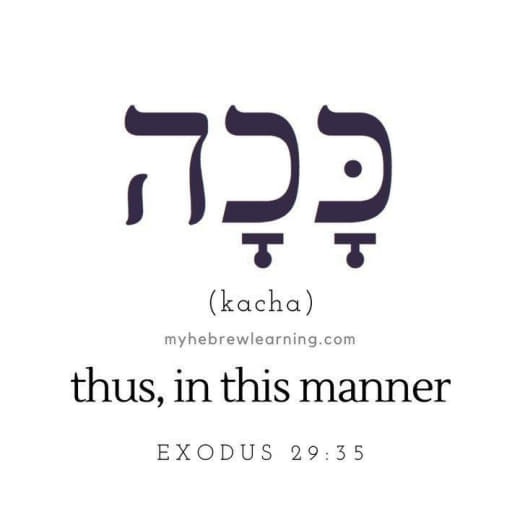 כָּכָה
(kacha)
myhebrewlearning.com
thus, in this manner
EXODUS 29:35